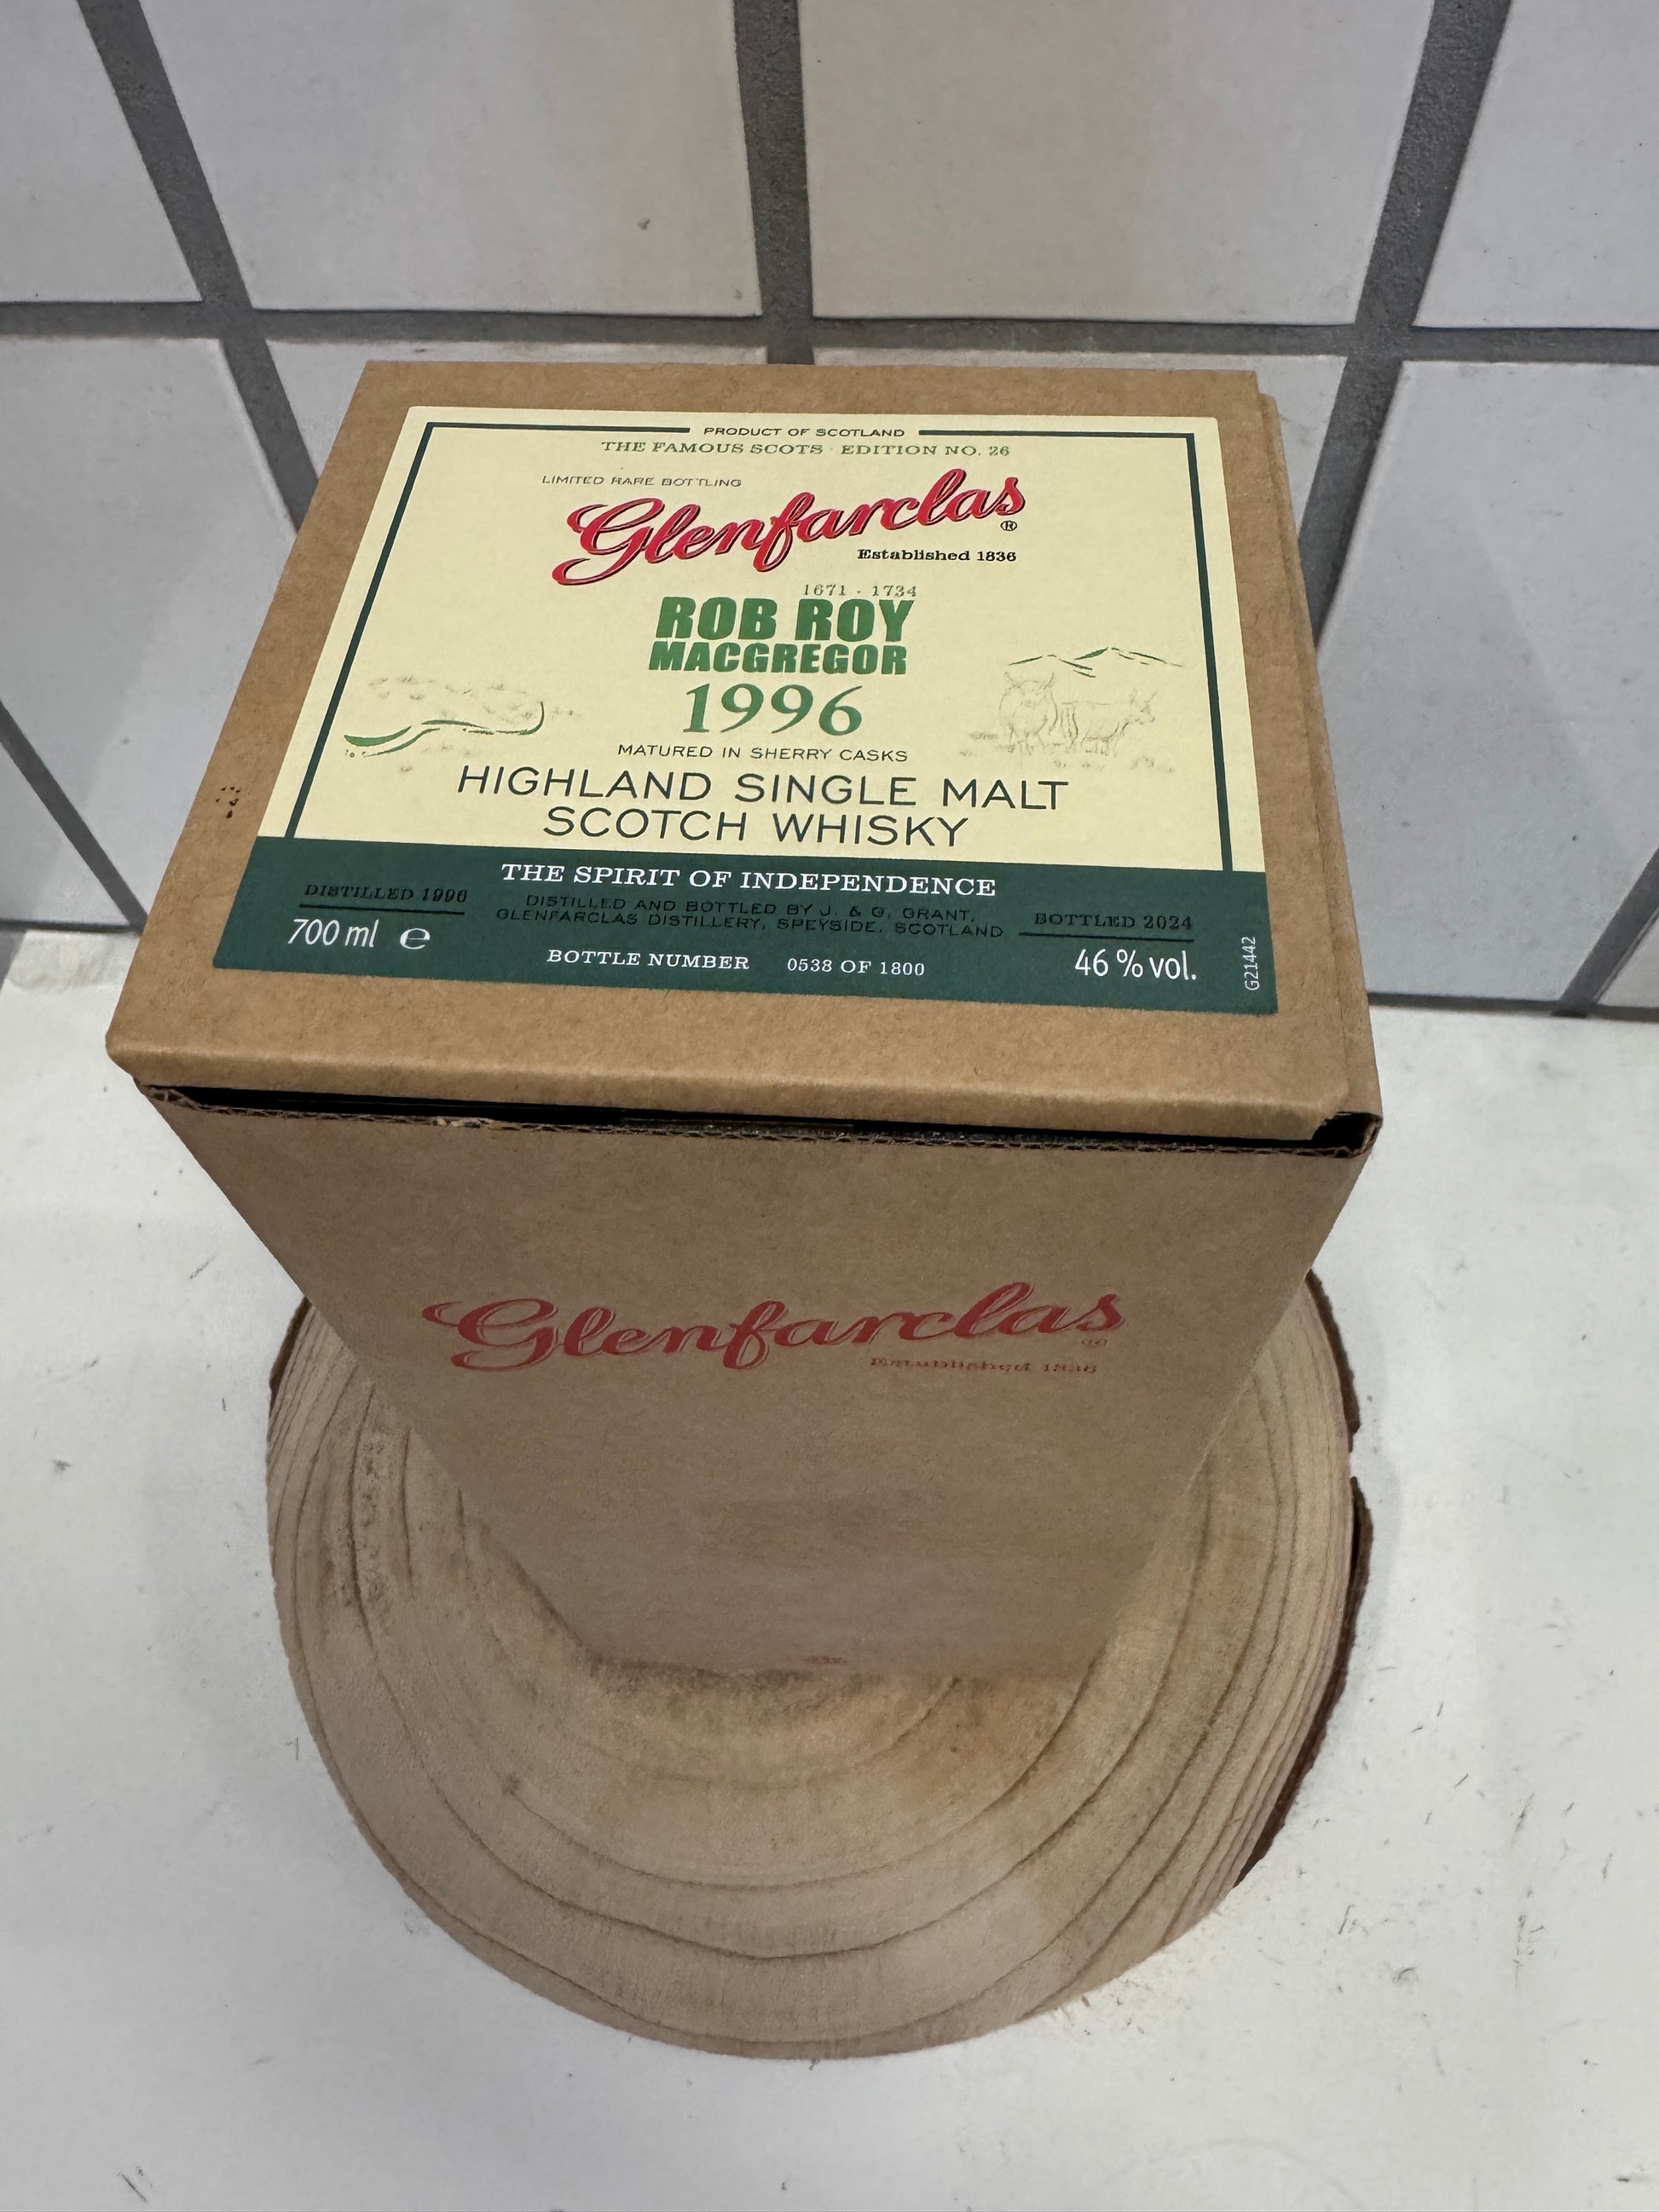 PRODUCT OF SCOTLAND
THE FAMOUS SCOTS · EDITION NO. 26
LIMITED RARE BOTTLING
Glenfarclas®
Established 1836
1671 · 1734
ROB ROY
MACGREGOR
1996
MATURED IN SHERRY CASKS
HIGHLAND SINGLE MALT
SCOTCH WHISKY
THE SPIRIT OF INDEPENDENCE
DISTILLED 1996
DISTILLED AND BOTTLED BY J. & G. GRANT,
GLENFARCLAS DISTILLERY, SPEYSIDE, SCOTLAND
BOTTLED 2024
700 ml e
BOTTLE NUMBER 0538 OF 1800
46 % vol.
G21442
Glenfarclas®
Established 1836